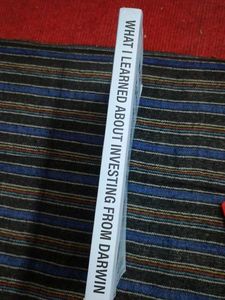 WHAT I LEARNED ABOUT INVESTING FROM DARWIN